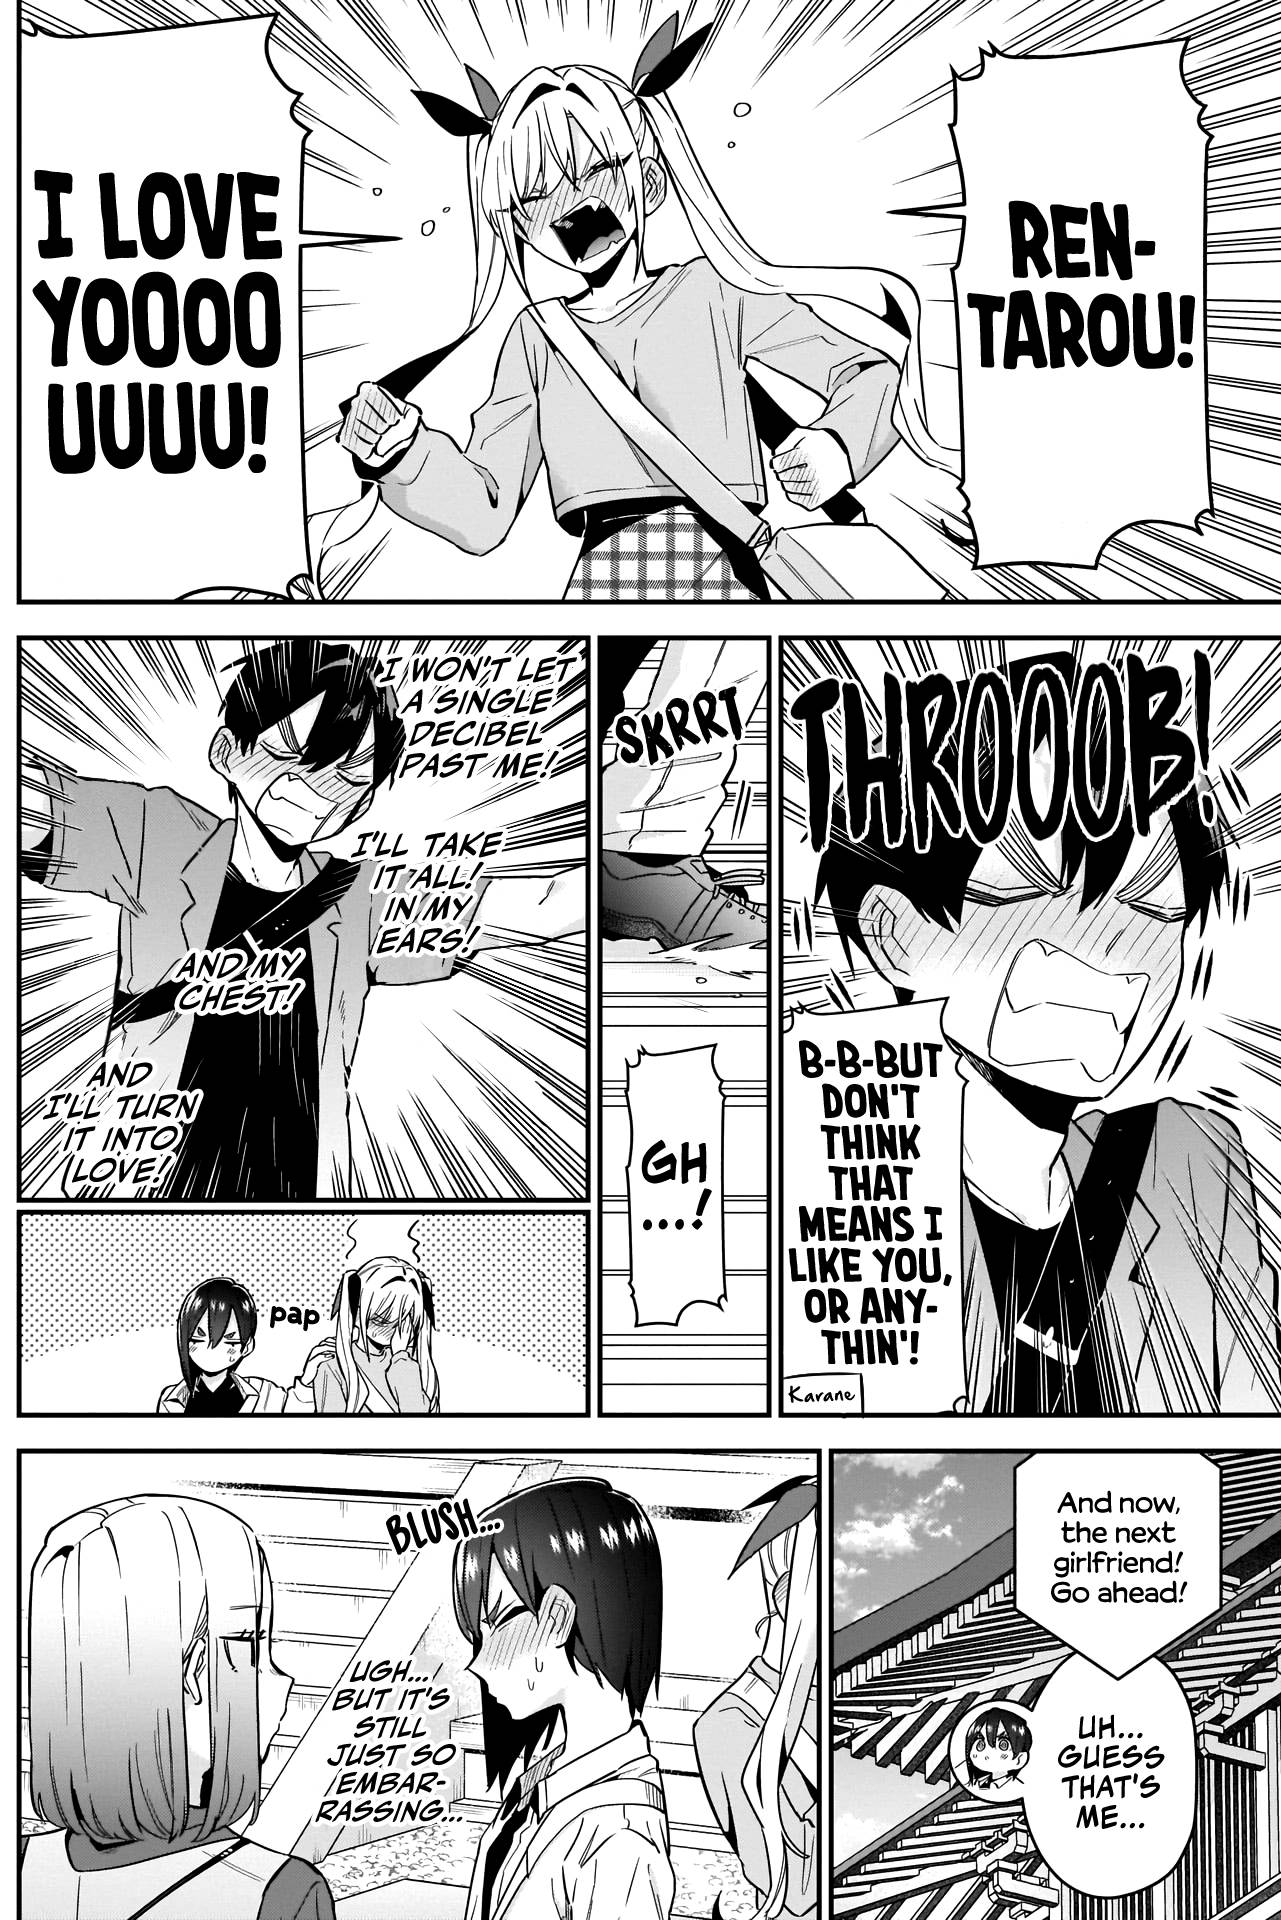 REN-
TAROU!
I LOVE
YOOOO
UUUU!
THROOOB!
B-B-BUT
DON'T
THINK
THAT
MEANS I
LIKE YOU,
OR ANY-
THIN'!
Karane
SKRRT
GH
...!
I WON'T LET
A SINGLE
DECIBEL
PAST ME!
I'LL TAKE
IT ALL!
IN MY
EARS!
AND MY
CHEST!
AND
I'LL TURN
IT INTO
LOVE!
pap
And now,
the next
girlfriend!
Go ahead!
UH...
GUESS
THAT'S
ME...
BLUSH...
UGH...
BUT IT'S
STILL
JUST SO
EMBAR-
RASSING...